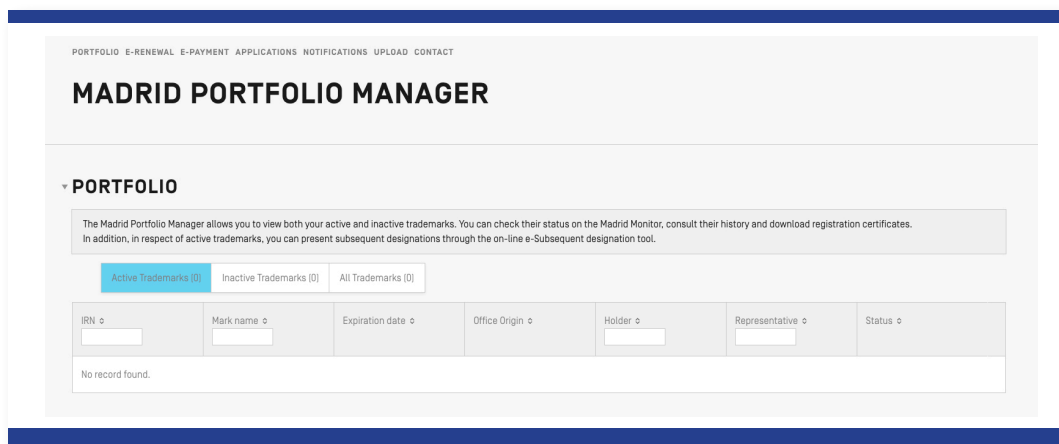 PORTFOLIO E-RENEWAL E-PAYMENT APPLICATIONS NOTIFICATIONS UPLOAD CONTACT
MADRID PORTFOLIO MANAGER
PORTFOLIO
The Madrid Portfolio Manager allows you to view both your active and inactive trademarks. You can check their status on the Madrid Monitor, consult their history and download registration certificates.
In addition, in respect of active trademarks, you can present subsequent designations through the on-line e-Subsequent designation tool.
Active Trademarks (0) Inactive Trademarks (0) All Trademarks (0)
IRN Mark name Expiration date Office Origin Holder Representative Status
No record found.